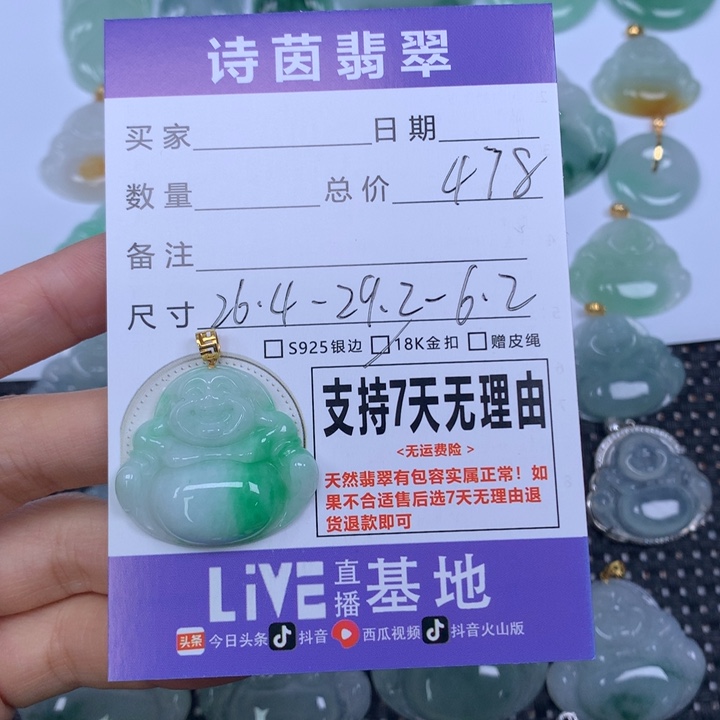 诗茵翡翠
买家 日期
数量 总价 478
备注
尺寸 26.4-29.2-6.2
S925银边 18K金扣 赠皮绳
支持7天无理由
<无运费险>
天然翡翠有包容实属正常！如
果不合适售后选7天无理由退
货退款即可
LiVE直播基地
头条 今日头条 抖音 西瓜视频 抖音火山版